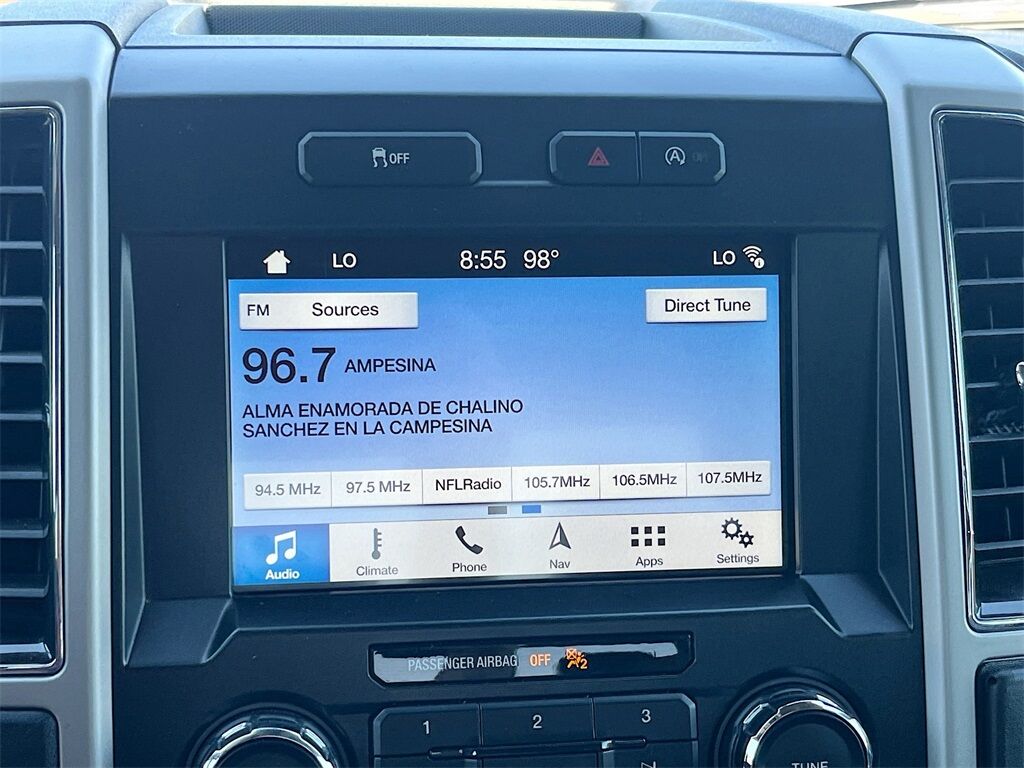 OFF
LO 8:55 98° LO
FM Sources Direct Tune
96.7 AMPESINA
ALMA ENAMORADA DE CHALINO
SANCHEZ EN LA CAMPESINA
94.5 MHz 97.5 MHz NFLRadio 105.7MHz 106.5MHz 107.5MHz
Audio Climate Phone Nav Apps Settings
PASSENGER AIRBAG OFF 2
1 2 3
TUNE